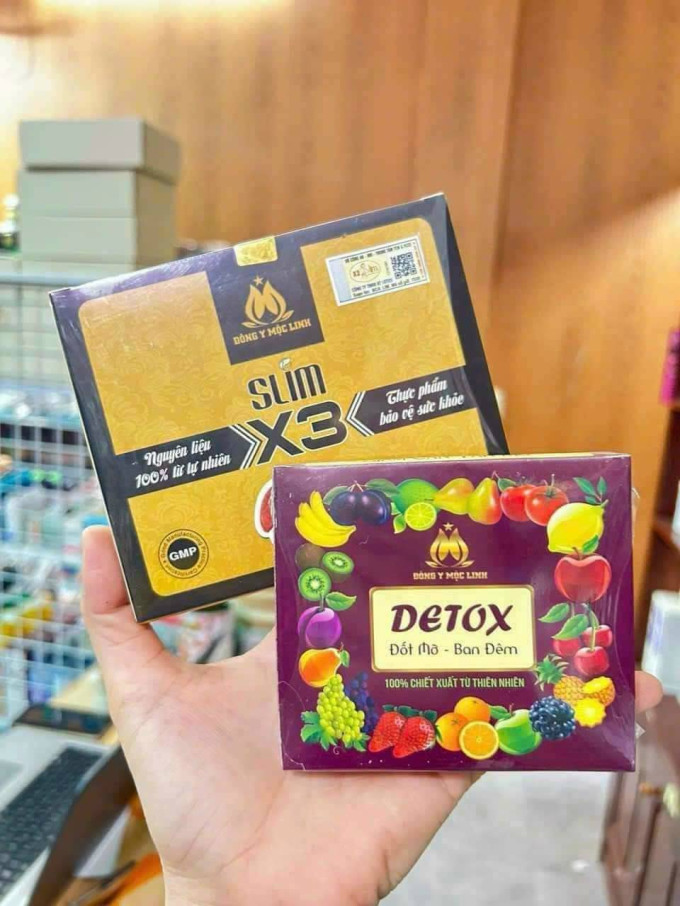 ĐÔNG Y MỘC LINH
SLIM
X3
Nguyên liệu
100% từ tự nhiên
Thực phẩm
bảo vệ sức khỏe
GMP
ĐÔNG Y MỘC LINH
DETOX
Đốt Mỡ - Ban Đêm
100% CHIẾT XUẤT TỪ THIÊN NHIÊN